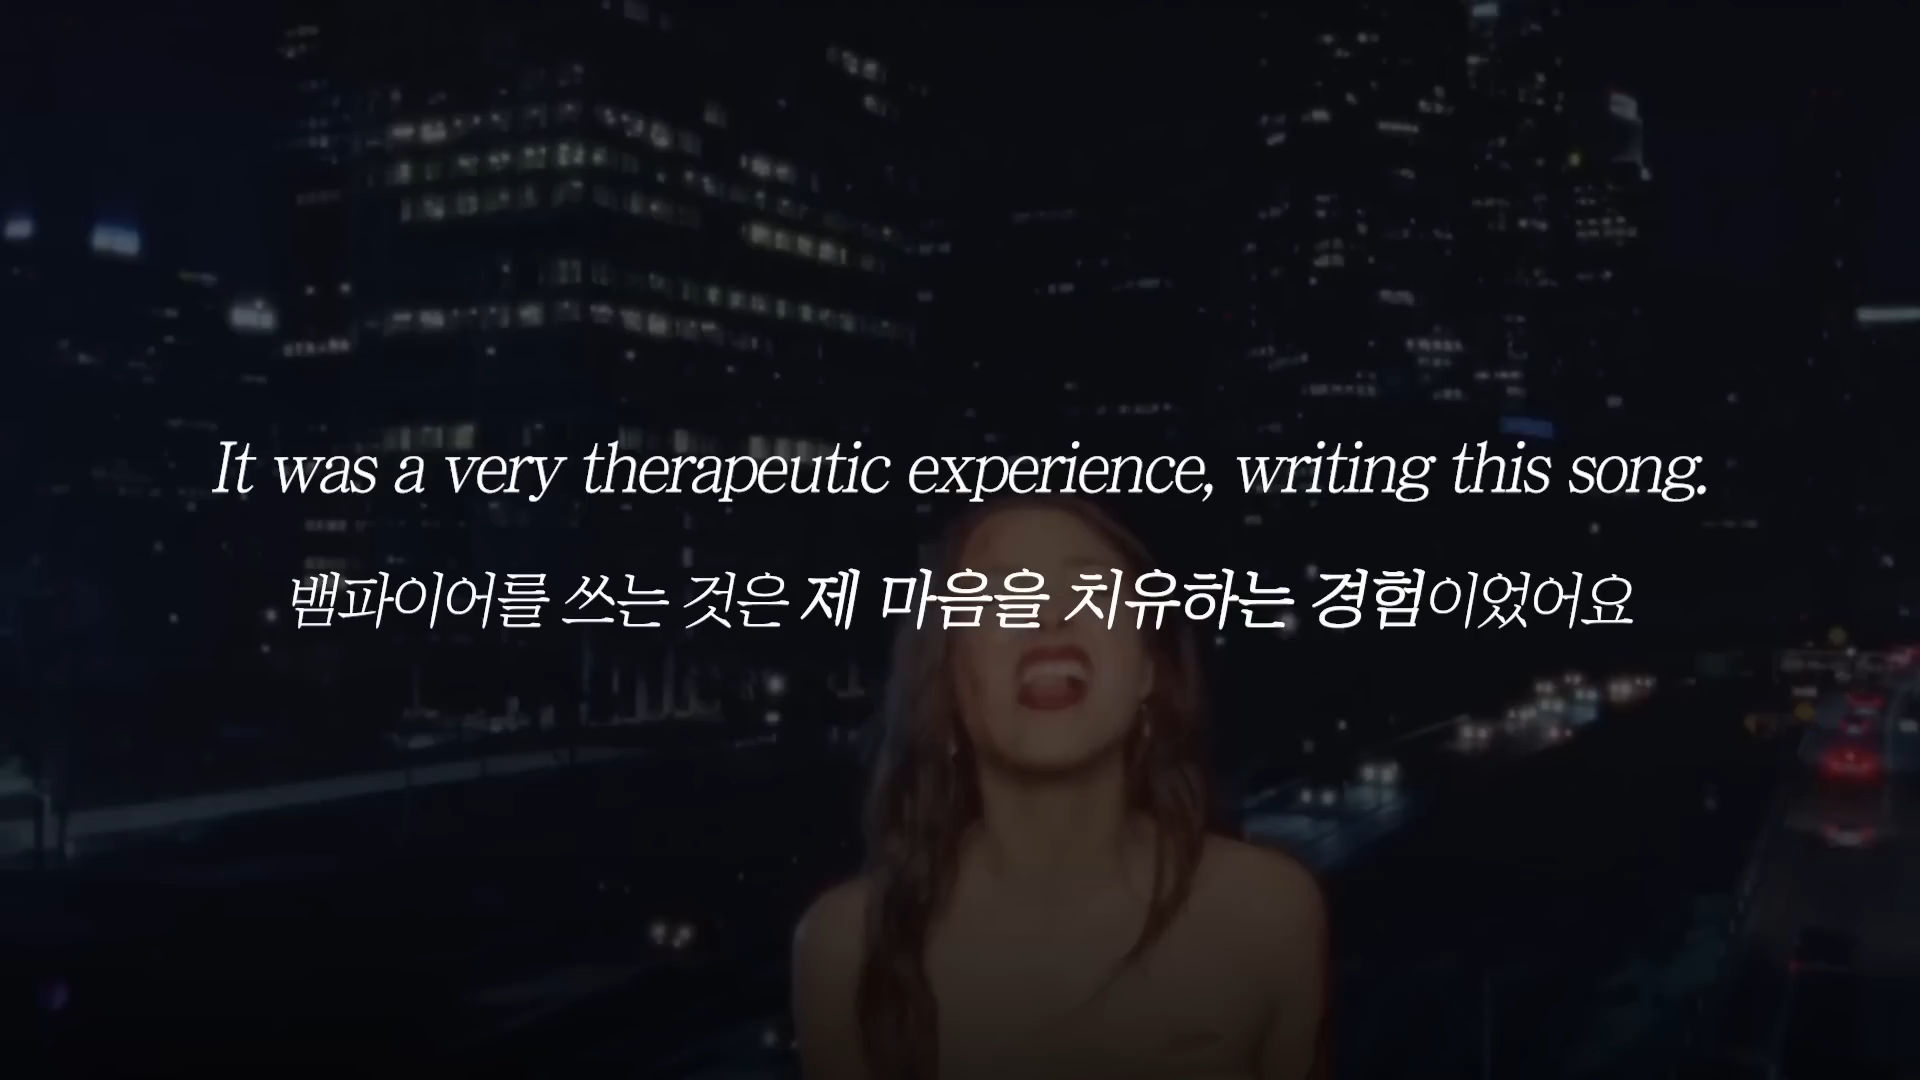 It was a very therapeutic experience, writing this song.
뱀파이어를 쓰는 것은 제 마음을 치유하는 경험이었어요